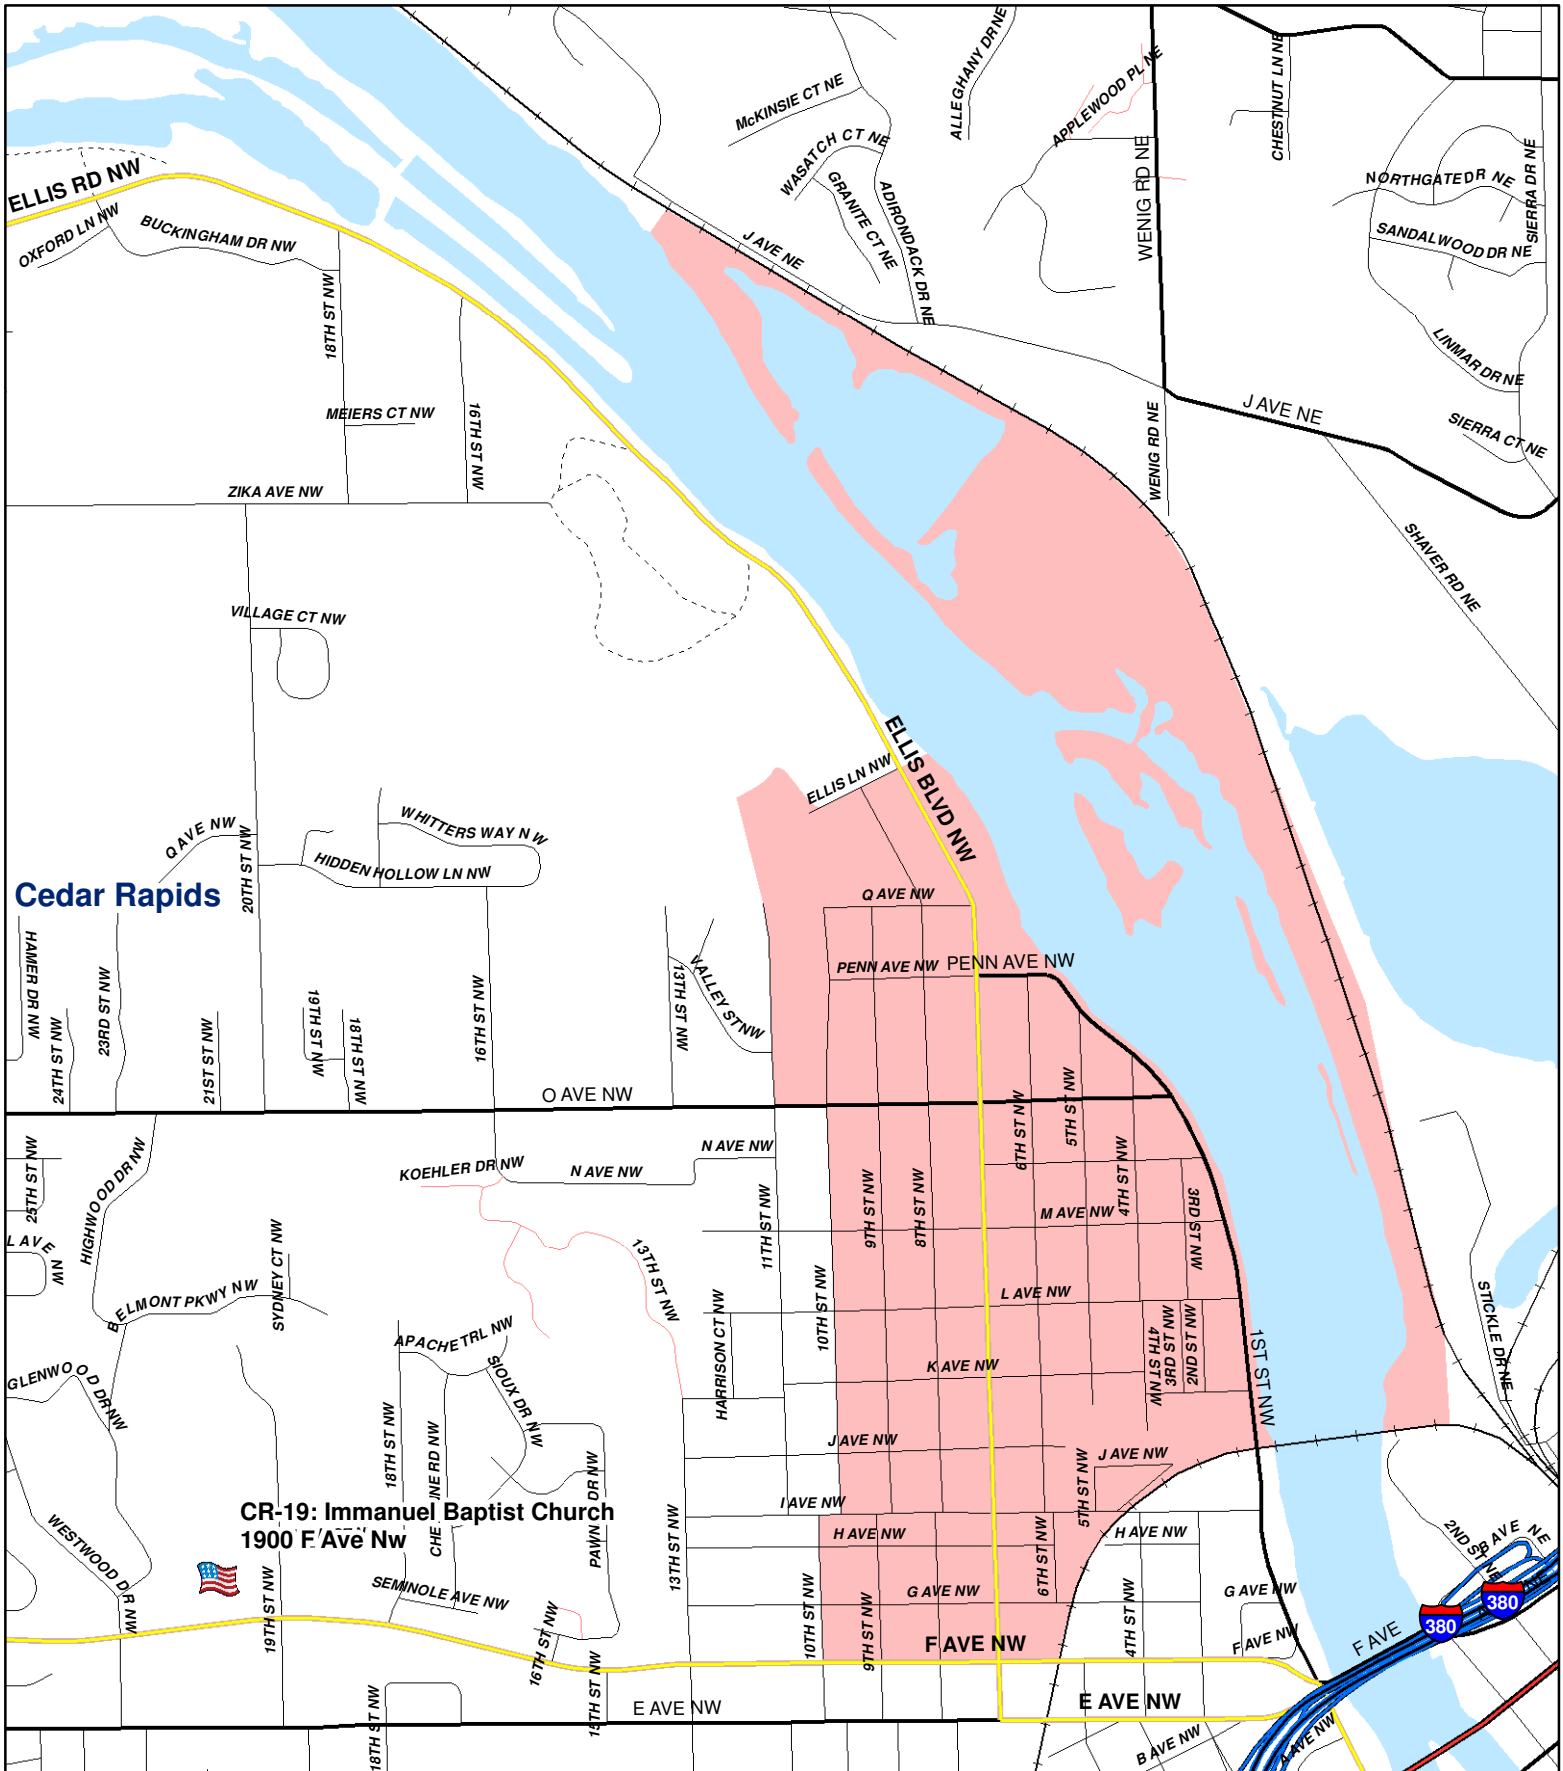 McKINSIE CT NE
ALLEGHANY DR NE
APPLEWOOD PL NE
CHESTNUT LN NE
WASATCH CT NE
GRANITE CT NE
ADIRONDACK DR NE
WENIG RD NE
NORTHGATE DR NE
SIERRA DR NE
SANDALWOOD DR NE
ELLIS RD NW
OXFORD LN NW
BUCKINGHAM DR NW
J AVE NE
18TH ST NW
LINMAR DR NE
MEIERS CT NW
16TH ST NW
WENIG RD NE
J AVE NE
SIERRA CT NE
ZIKA AVE NW
SHAVER RD NE
VILLAGE CT NW
ELLIS BLVD NW
ELLIS LN NW
Q AVE NW
20TH ST NW
WHITTERS WAY NW
HIDDEN HOLLOW LN NW
Cedar Rapids
Q AVE NW
PENN AVE NW
PENN AVE NW
HAMER DR NW
24TH ST NW
23RD ST NW
21ST ST NW
19TH ST NW
18TH ST NW
16TH ST NW
13TH ST NW
VALLEY ST NW
O AVE NW
6TH ST NW
5TH ST NW
4TH ST NW
3RD ST NW
25TH ST NW
HIGHWOOD DR NW
KOEHLER DR NW
N AVE NW
N AVE NW
11TH ST NW
9TH ST NW
8TH ST NW
M AVE NW
L AVE NW
SYDNEY CT NW
13TH ST NW
BELMONT PKWY NW
L AVE NW
10TH ST NW
HARRISON CT NW
APACHE TRL NW
SIOUX DR NW
K AVE NW
4TH ST NW
3RD ST NW
2ND ST NW
1ST ST NW
STICKLE DR NE
GLENWOOD DR NW
18TH ST NW
J AVE NW
J AVE NW
5TH ST NW
PAWN DR NW
CHE NE RD NW
I AVE NW
CR-19: Immanuel Baptist Church
1900 F Ave Nw
H AVE NW
H AVE NW
WESTWOOD DR NW
13TH ST NW
6TH ST NW
2ND ST NE
B AVE NE
SEMINOLE AVE NW
19TH ST NW
10TH ST NW
9TH ST NW
G AVE NW
4TH ST NW
G AVE NW
380
380
16TH ST NW
F AVE NW
F AVE NW
F AVE
15TH ST NW
18TH ST NW
E AVE NW
E AVE NW
B AVE NW
A AVE NW